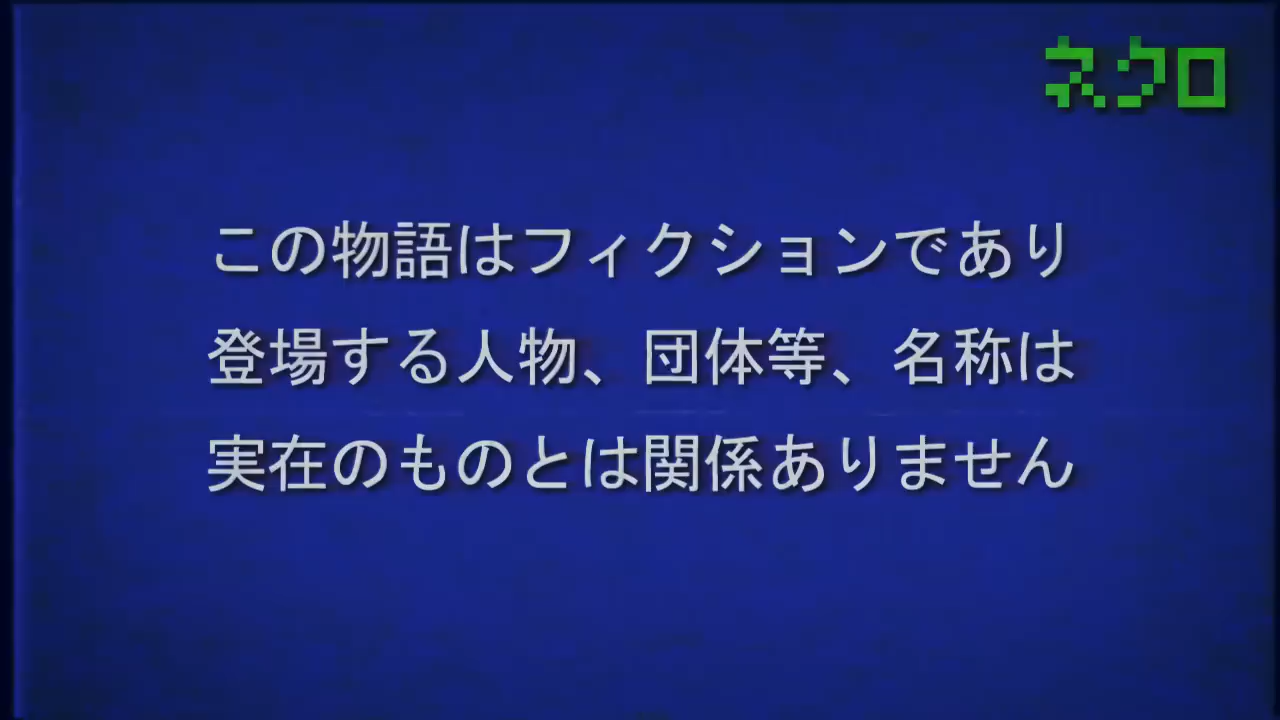 ネクロ
この物語はフィクションであり
登場する人物、団体等、名称は
実在のものとは関係ありません